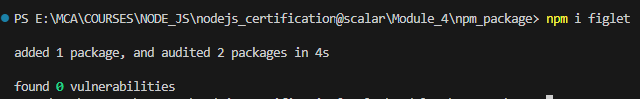 PS E:\MCA\COURSES\NODE_JS\nodejs_certification@scalar\Module_4\npm_package> npm i figlet
added 1 package, and audited 2 packages in 4s
found 0 vulnerabilities